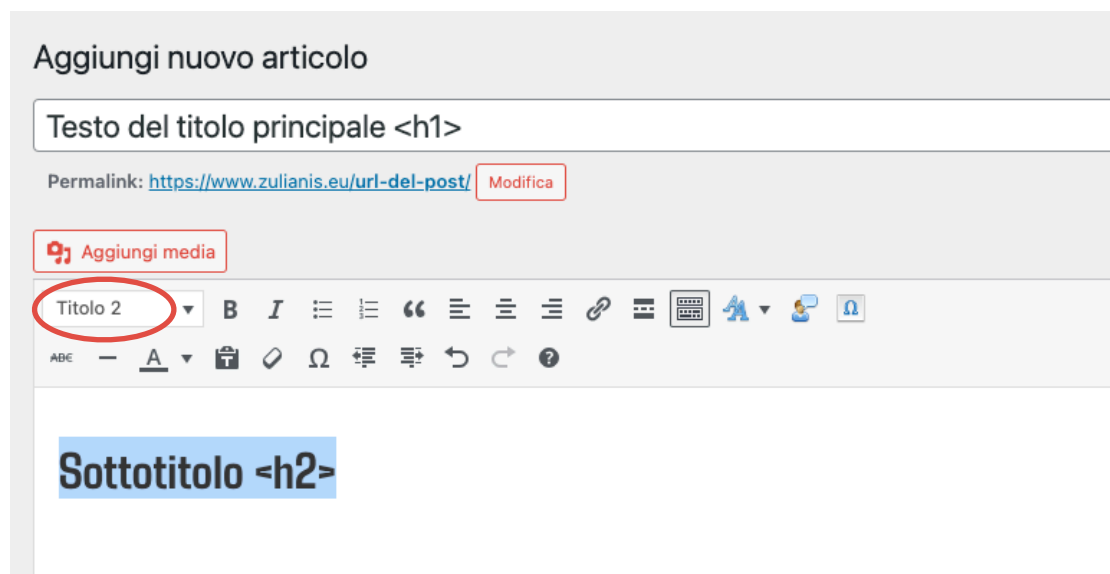 Aggiungi nuovo articolo
Testo del titolo principale <h1>
Permalink: https://www.zulianis.eu/url-del-post/ Modifica
Aggiungi media
Titolo 2 B I “ A Ω
ABC A T Ω ?
Sottotitolo <h2>